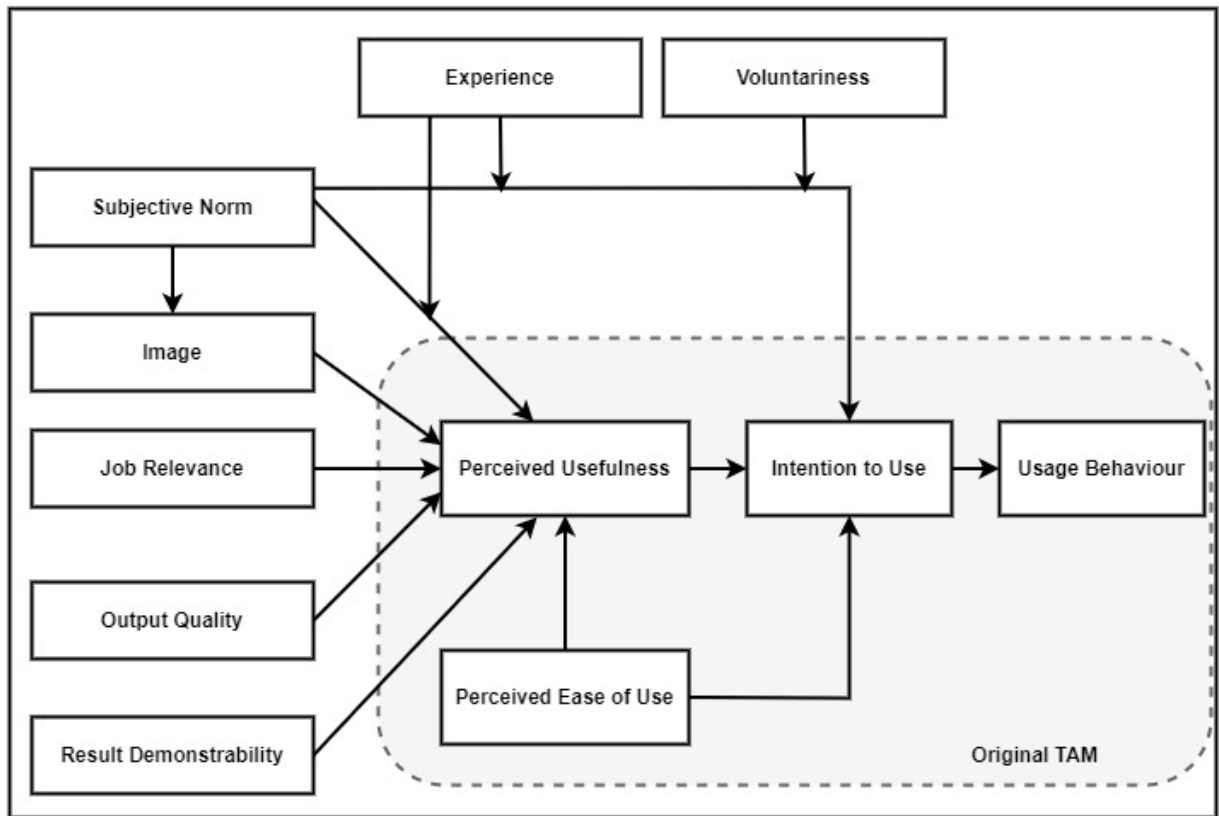 Experience
Voluntariness
Subjective Norm
Image
Job Relevance
Perceived Usefulness
Intention to Use
Usage Behaviour
Output Quality
Perceived Ease of Use
Result Demonstrability
Original TAM